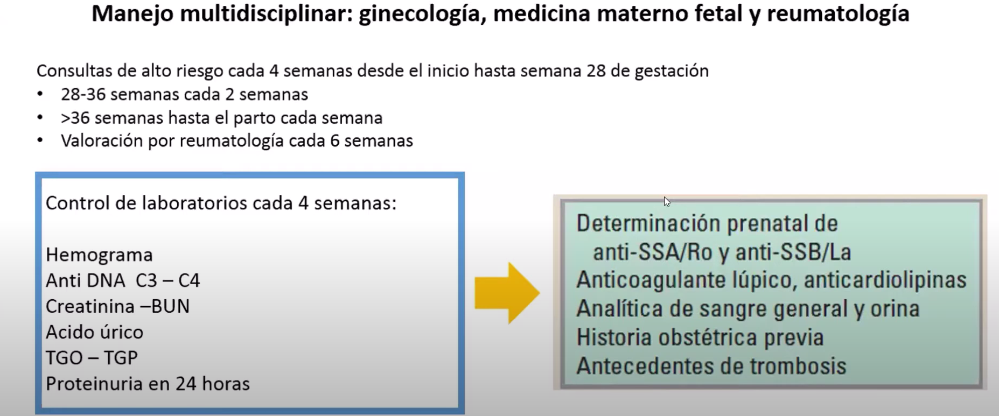 Manejo multidisciplinar: ginecología, medicina materno fetal y reumatología
Consultas de alto riesgo cada 4 semanas desde el inicio hasta semana 28 de gestación
• 28-36 semanas cada 2 semanas
• >36 semanas hasta el parto cada semana
• Valoración por reumatología cada 6 semanas
Control de laboratorios cada 4 semanas:
Hemograma
Anti DNA C3 – C4
Creatinina –BUN
Acido úrico
TGO – TGP
Proteinuria en 24 horas
Determinación prenatal de
anti-SSA/Ro y anti-SSB/La
Anticoagulante lúpico, anticardiolipinas
Analítica de sangre general y orina
Historia obstétrica previa
Antecedentes de trombosis